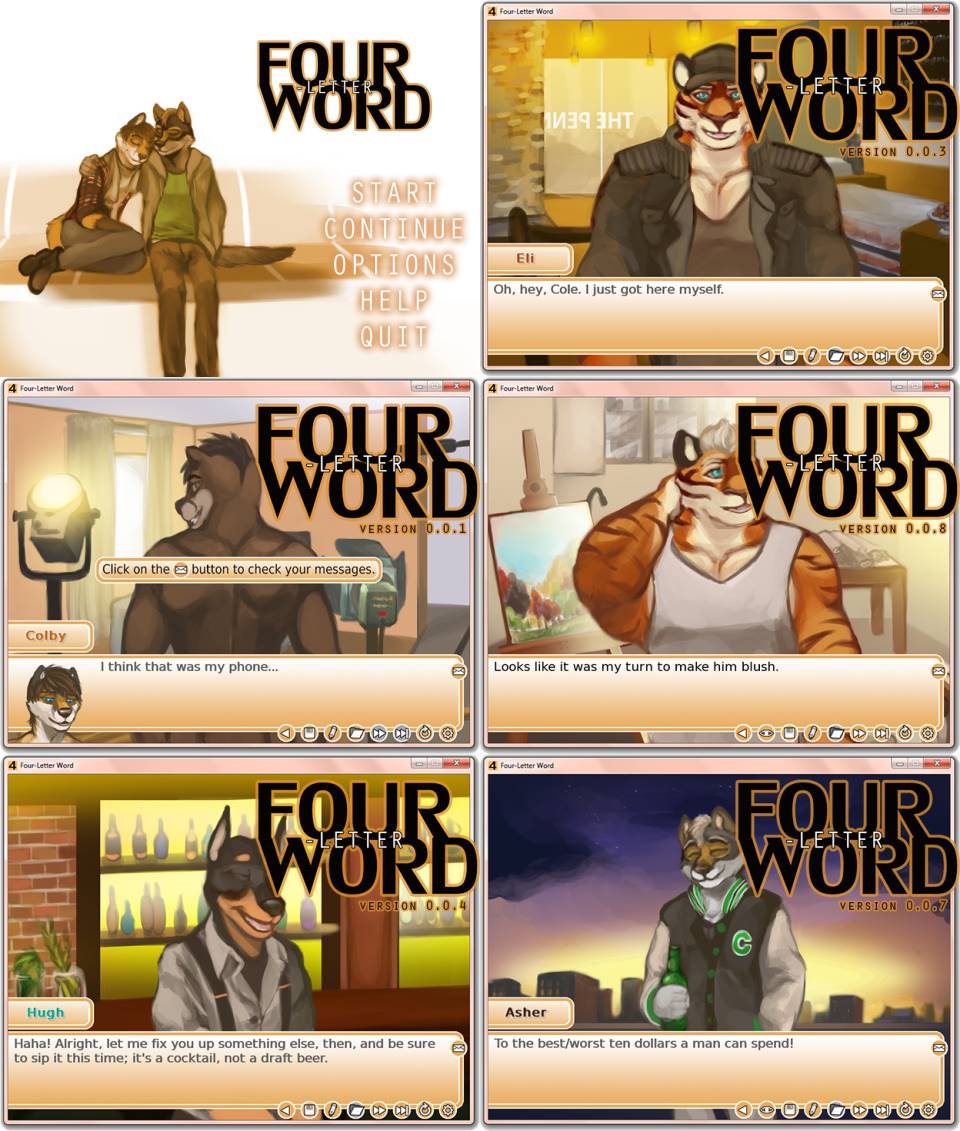 FOUR
-LETTER
WORD
START
CONTINUE
OPTIONS
HELP
QUIT
4 Four-Letter Word
FOUR
-LETTER
WORD
VERSION 0.0.3
THE PENN
Eli
Oh, hey, Cole. I just got here myself.
4 Four-Letter Word
FOUR
-LETTER
WORD
VERSION 0.0.1
Click on the button to check your messages.
Colby
I think that was my phone...
4 Four-Letter Word
FOUR
-LETTER
WORD
VERSION 0.0.8
Looks like it was my turn to make him blush.
4 Four-Letter Word
FOUR
-LETTER
WORD
VERSION 0.0.4
Hugh
Haha! Alright, let me fix you up something else, then, and be sure
to sip it this time; it's a cocktail, not a draft beer.
4 Four-Letter Word
FOUR
-LETTER
WORD
VERSION 0.0.7
C
Asher
To the best/worst ten dollars a man can spend!